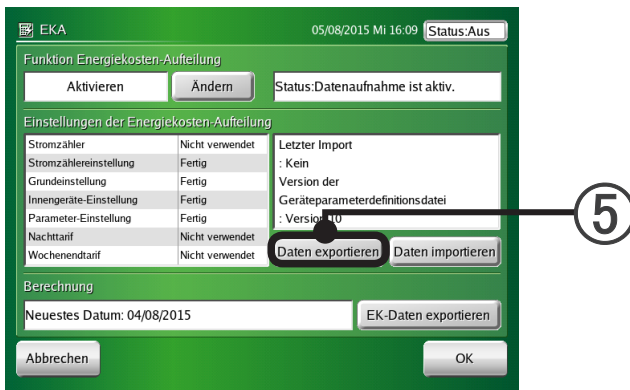 EKA
05/08/2015 Mi 16:09 Status:Aus
Funktion Energiekosten-Aufteilung
Aktivieren Ändern Status:Datenaufnahme ist aktiv.
Einstellungen der Energiekosten-Aufteilung
Stromzähler Nicht verwendet
Stromzählereinstellung Fertig
Grundeinstellung Fertig
Innengeräte-Einstellung Fertig
Parameter-Einstellung Fertig
Nachttarif Nicht verwendet
Wochenendtarif Nicht verwendet
Letzter Import
: Kein
Version der
Geräteparameterdefinitionsdatei
: Version 10
Daten exportieren Daten importieren
5
Berechnung
Neuestes Datum: 04/08/2015 EK-Daten exportieren
Abbrechen OK